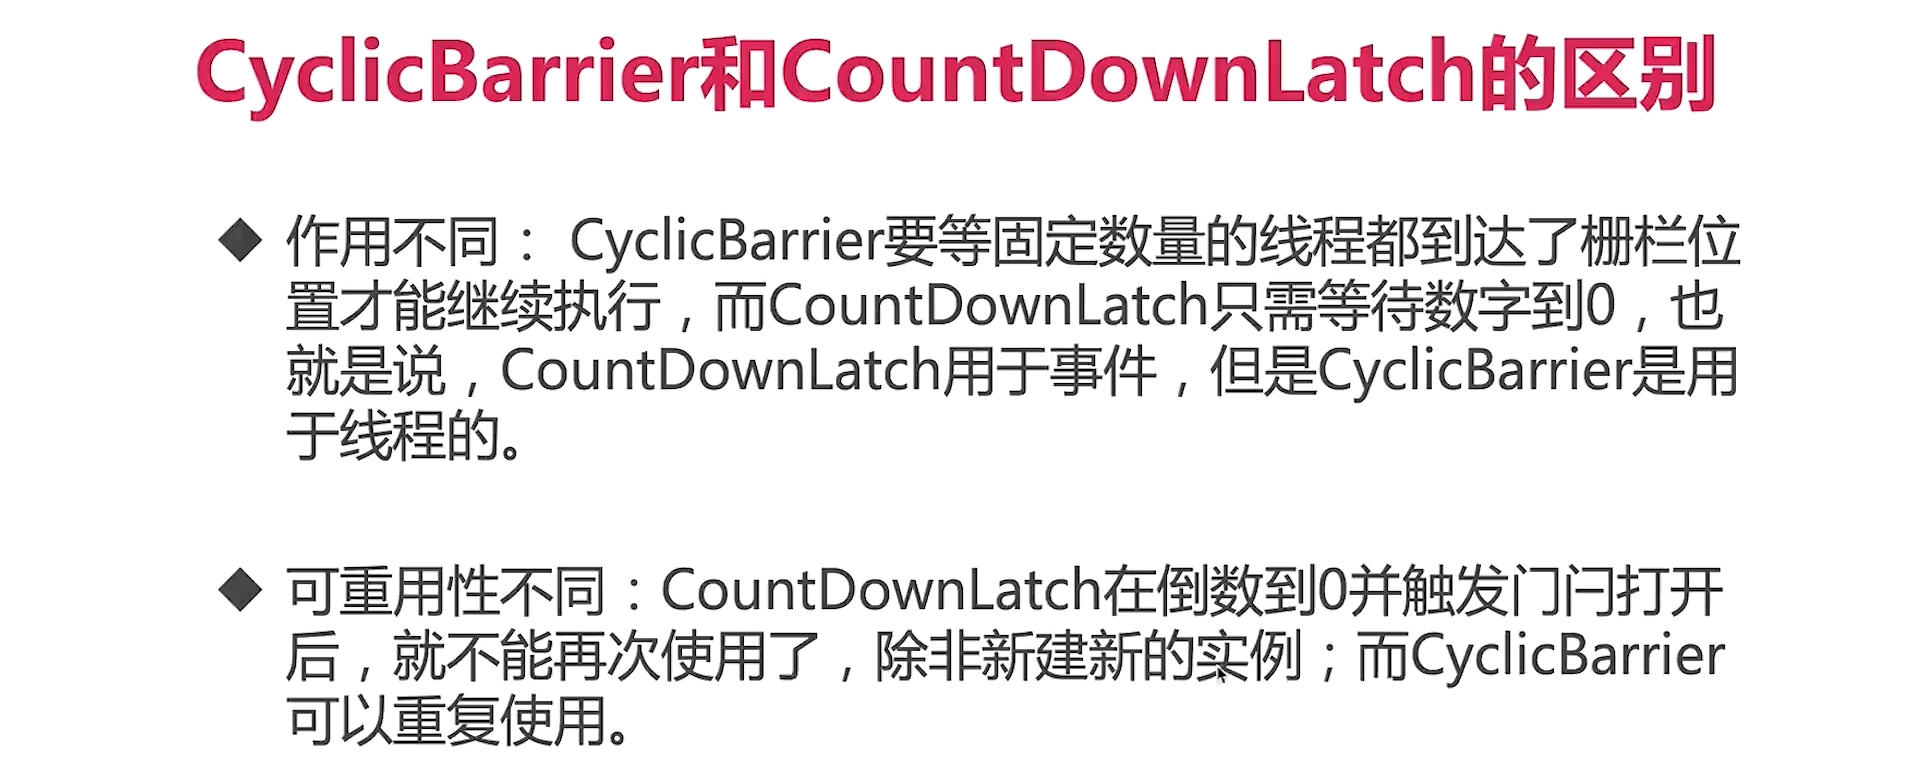 CyclicBarrier和CountDownLatch的区别
◆ 作用不同： CyclicBarrier要等固定数量的线程都到达了栅栏位
置才能继续执行，而CountDownLatch只需等待数字到0，也
就是说，CountDownLatch用于事件，但是CyclicBarrier是用
于线程的。
◆ 可重用性不同：CountDownLatch在倒数到0并触发门闩打开
后，就不能再次使用了，除非新建新的实例；而CyclicBarrier
可以重复使用。